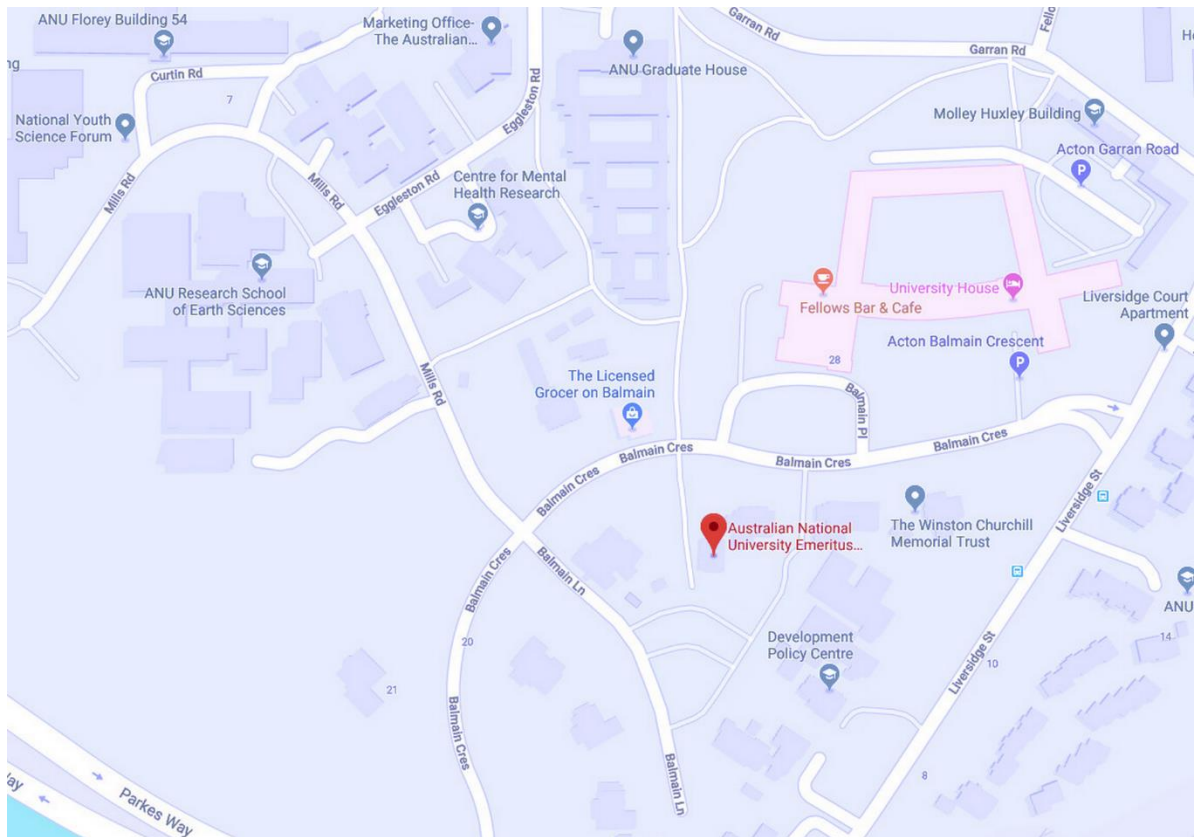 ANU Florey Building 54
Marketing Office-
The Australian...
Garran Rd
Garran Rd
Curtin Rd
ANU Graduate House
7
Eggleston Rd
Molley Huxley Building
National Youth
Science Forum
Acton Garran Road
P
Mills Rd
Mills Rd
Eggleston Rd
Centre for Mental
Health Research
ANU Research School
of Earth Sciences
University House
Fellows Bar & Cafe
Liversidge Court
Apartment
28
Acton Balmain Crescent
P
Mills Rd
The Licensed
Grocer on Balmain
Balmain Pl
Balmain Cres
Balmain Cres
Balmain Cres
Balmain Cres
Liversidge St
Australian National
University Emeritus...
The Winston Churchill
Memorial Trust
Balmain Cres
Balmain Ln
ANU
20
Development
Policy Centre
14
21
10
Liversidge St
Balmain Cres
Balmain Ln
8
Parkes Way